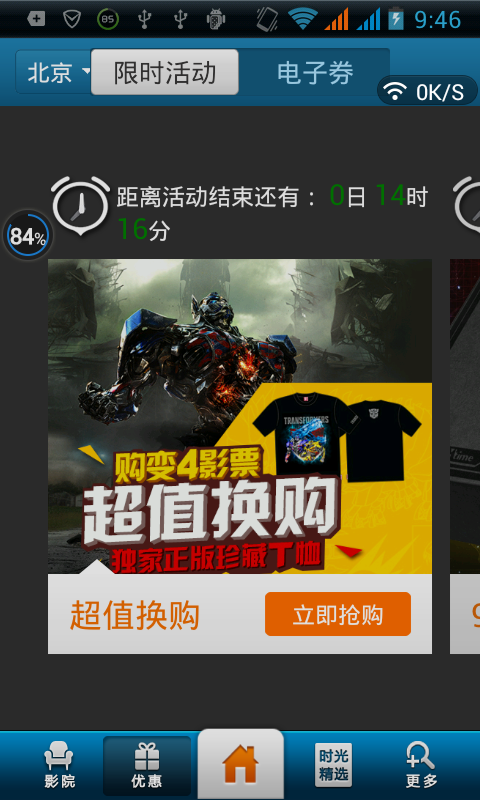 85
9:46
北京
限时活动
电子券
0K/S
84%
距离活动结束还有：0日 14时
16分
TRANSFORMERS
购变4影票
超值换购
独家正版珍藏T恤
超值换购
立即抢购
9
影院
优惠
时光
精选
更多